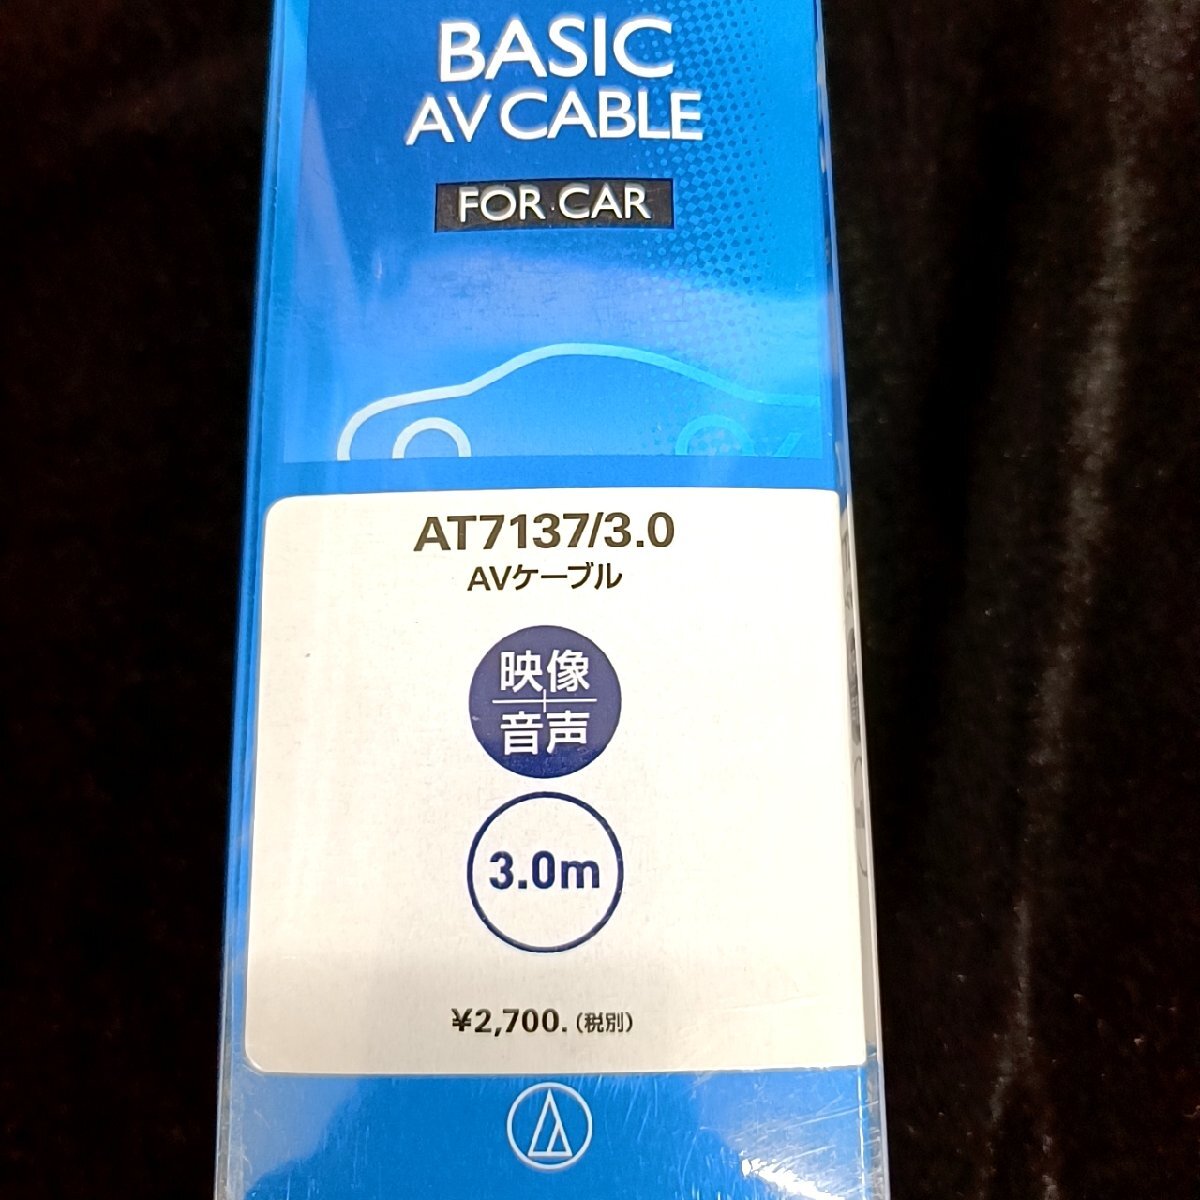 BASIC
AV CABLE
FOR CAR
AT7137/3.0
AVケーブル
映像
音声
3.0m
¥2,700.(税別)